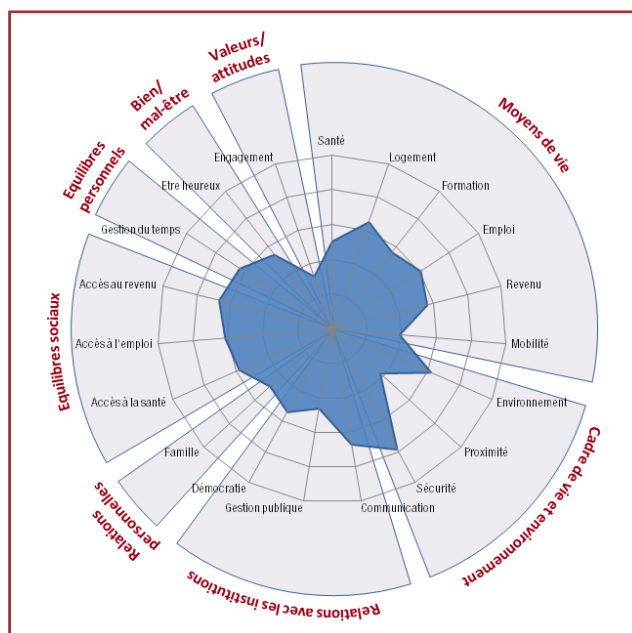 Valeurs/
attitudes
Bien/
mal-être
Equilibres
personnels
Equilibres sociaux
Relations
personnelles
Relations avec les institutions
Cadre de vie et environnement
Moyens de vie
Santé
Logement
Formation
Emploi
Revenu
Mobilité
Environnement
Proximité
Sécurité
Communication
Gestion publique
Démocratie
Famille
Accès à la santé
Accès à l'emploi
Accès au revenu
Gestion du temps
Etre heureux
Engagement